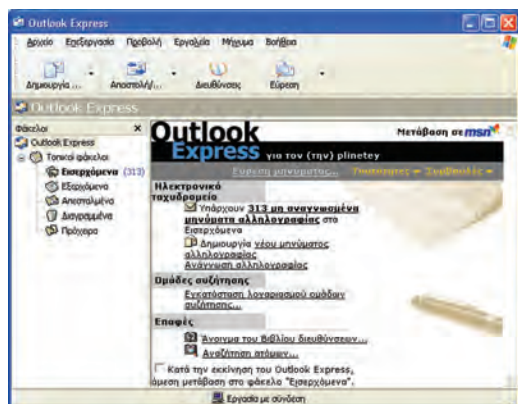 Outlook Express
Αρχείο Επεξεργασία Προβολή Εργαλεία Μήνυμα Βοήθεια
Δημιουργία ... Αποστολή/... Διευθύνσεις Εύρεση
Outlook Express
Φάκελοι
Outlook Express
Τοπικοί φάκελοι
Εισερχόμενα (313)
Εξερχόμενα
Απεσταλμένα
Διαγραμμένα
Πρόχειρα
Outlook
Express για τον (την) plinetey
Μετάβαση σε msn
Εύρεση μηνύματος... Ταυτότητες Συμβουλές
Ηλεκτρονικό
ταχυδρομείο
Υπάρχουν 313 μη αναγνωσμένα
μηνύματα αλληλογραφίας στα
Εισερχόμενα
Δημιουργία νέου μηνύματος
αλληλογραφίας
Ανάγνωση αλληλογραφίας
Ομάδες συζήτησης
Εγκατάσταση λογαριασμού ομάδων
συζήτησης...
Επαφές
Άνοιγμα του Βιβλίου διευθύνσεων...
Αναζήτηση ατόμων...
Κατά την εκκίνηση του Outlook Express,
άμεση μετάβαση στο φάκελο "Εισερχόμενα".
Εργασία με σύνδεση